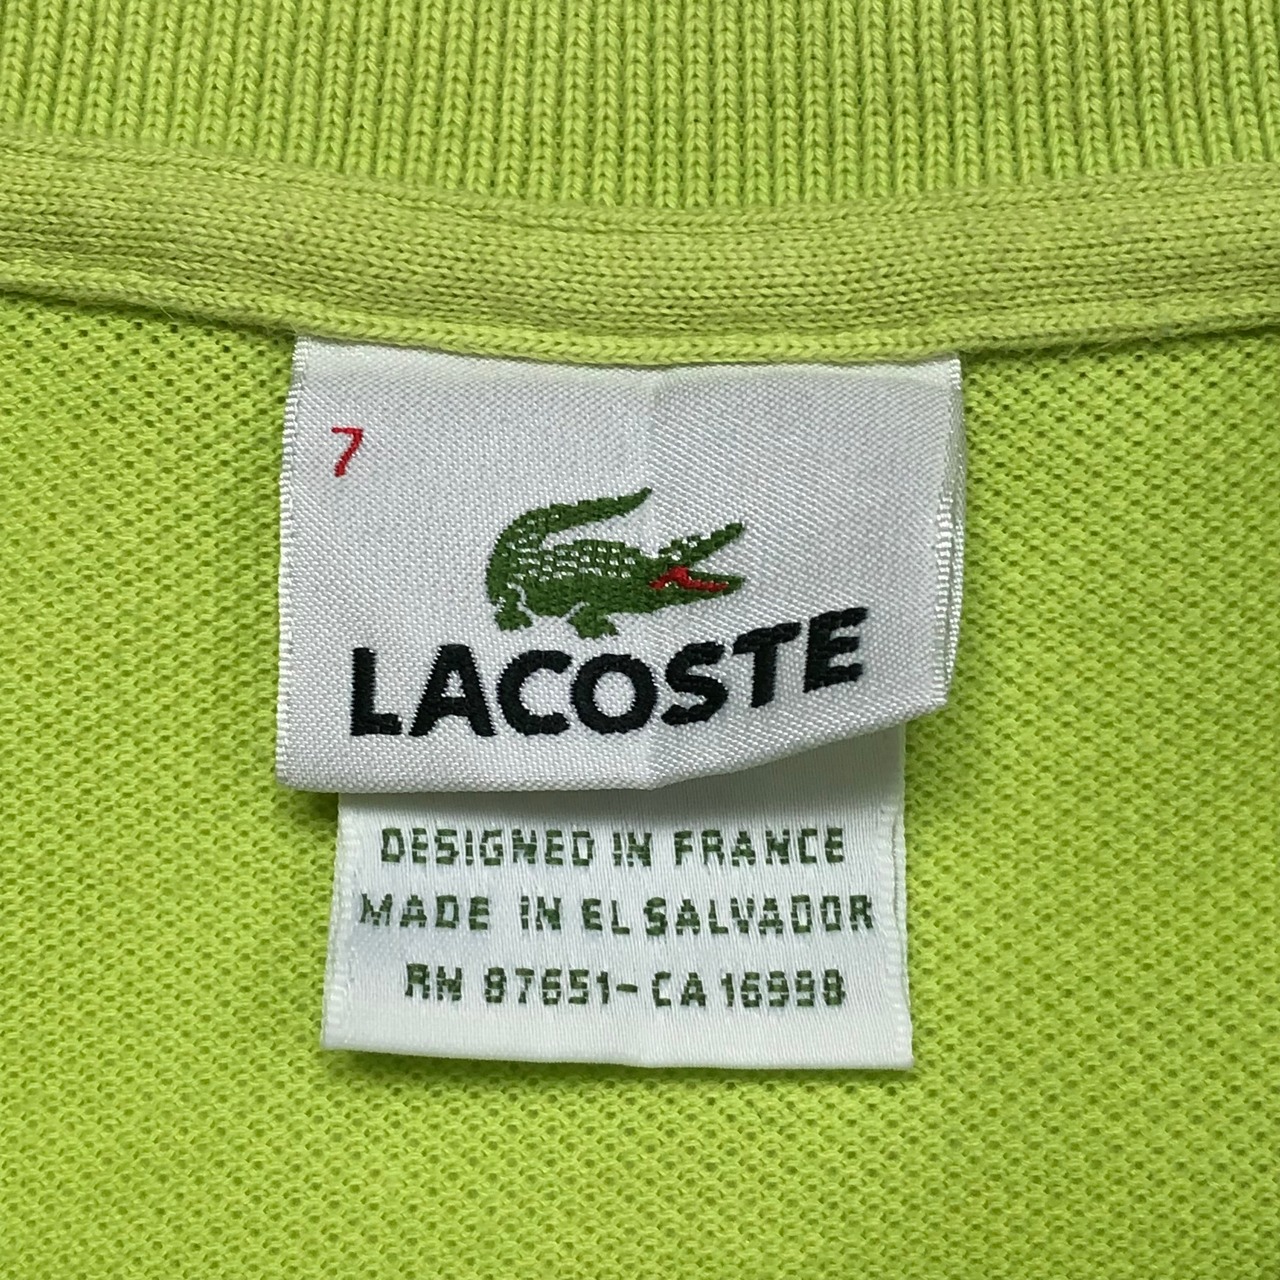 7
LACOSTE
DESIGNED IN FRANCE
MADE IN EL SALVADOR
RN 87651-CA 16998